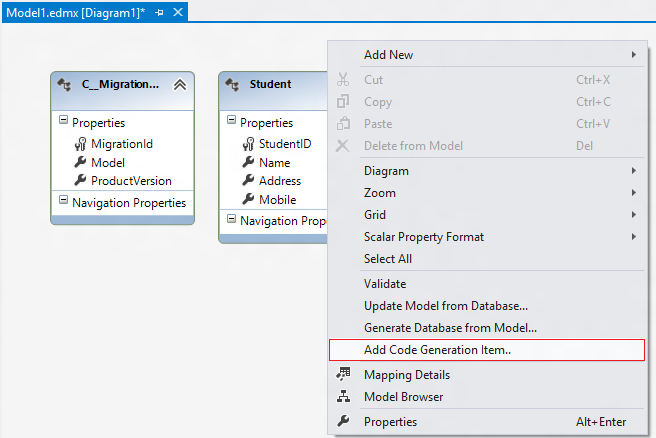 Model1.edmx [Diagram1]*
C__Migration...
Properties
MigrationId
Model
ProductVersion
Navigation Properties
Student
Properties
StudentID
Name
Address
Mobile
Navigation Prope
Add New
Cut Ctrl+X
Copy Ctrl+C
Paste Ctrl+V
Delete from Model Del
Diagram
Zoom
Grid
Scalar Property Format
Select All
Validate
Update Model from Database...
Generate Database from Model...
Add Code Generation Item..
Mapping Details
Model Browser
Properties Alt+Enter